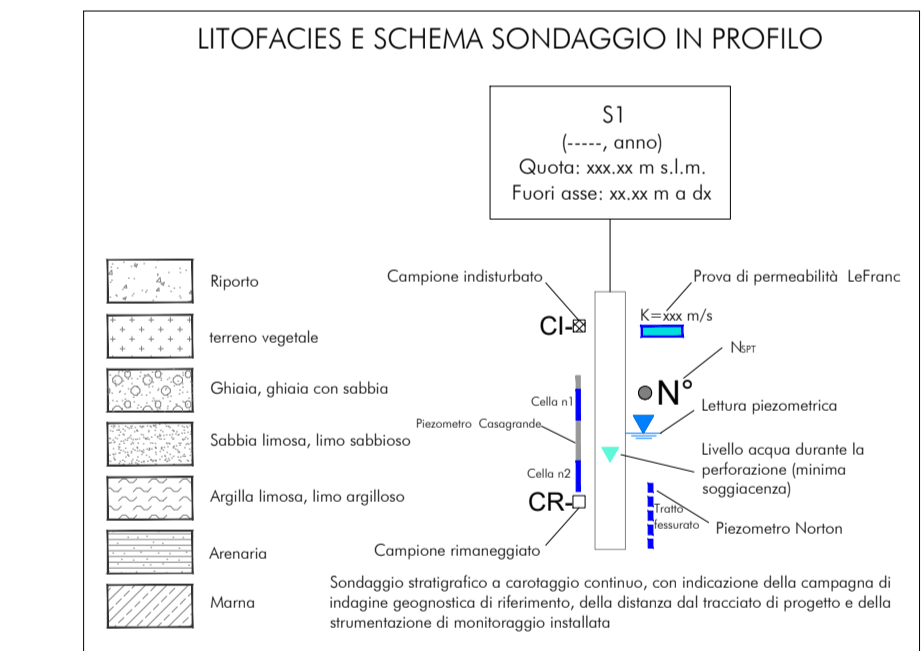 LITOFACIES E SCHEMA SONDAGGIO IN PROFILO
S1
(-----, anno)
Quota: xxx.xx m s.l.m.
Fuori asse: xx.xx m a dx
Riporto
terreno vegetale
Ghiaia, ghiaia con sabbia
Sabbia limosa, limo sabbioso
Argilla limosa, limo argilloso
Arenaria
Marna
Campione indisturbato
CI-
Cella n1
Piezometro Casagrande
Cella n2
CR-
Campione rimaneggiato
Prova di permeabilità LeFranc
K=xxx m/s
NSPT
N°
Lettura piezometrica
Livello acqua durante la
perforazione (minima
soggiacenza)
Tratto
fessurato
Piezometro Norton
Sondaggio stratigrafico a carotaggio continuo, con indicazione della campagna di
indagine geognostica di riferimento, della distanza dal tracciato di progetto e della
strumentazione di monitoraggio installata